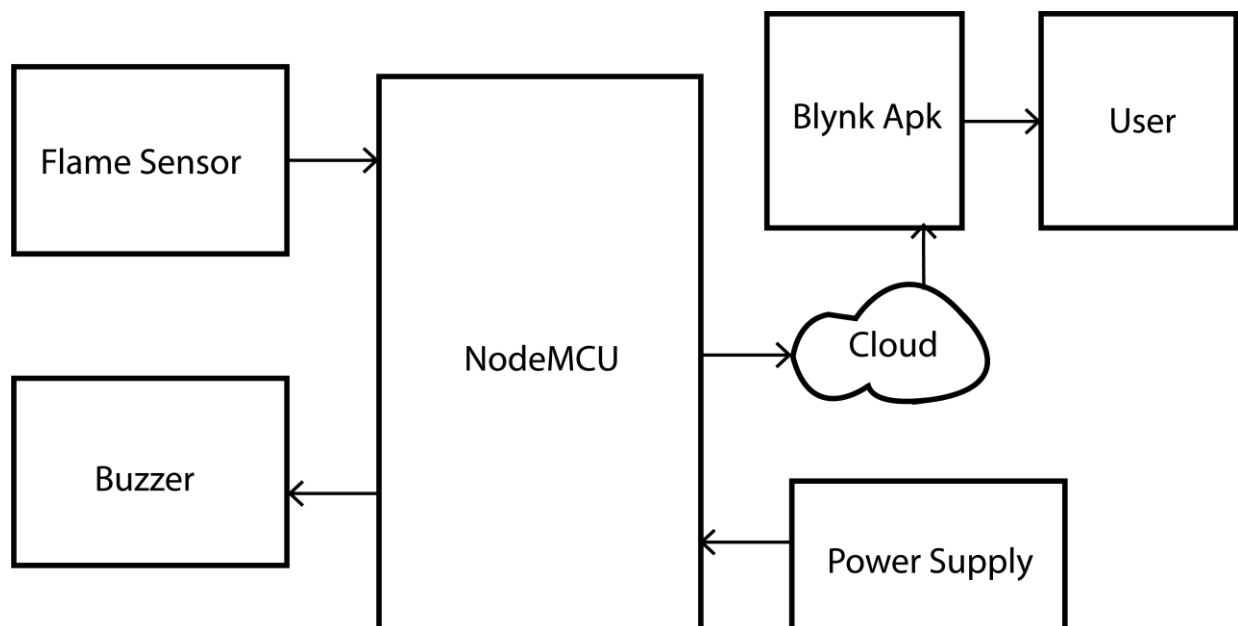 Flame Sensor
Buzzer
NodeMCU
Blynk Apk
User
Cloud
Power Supply